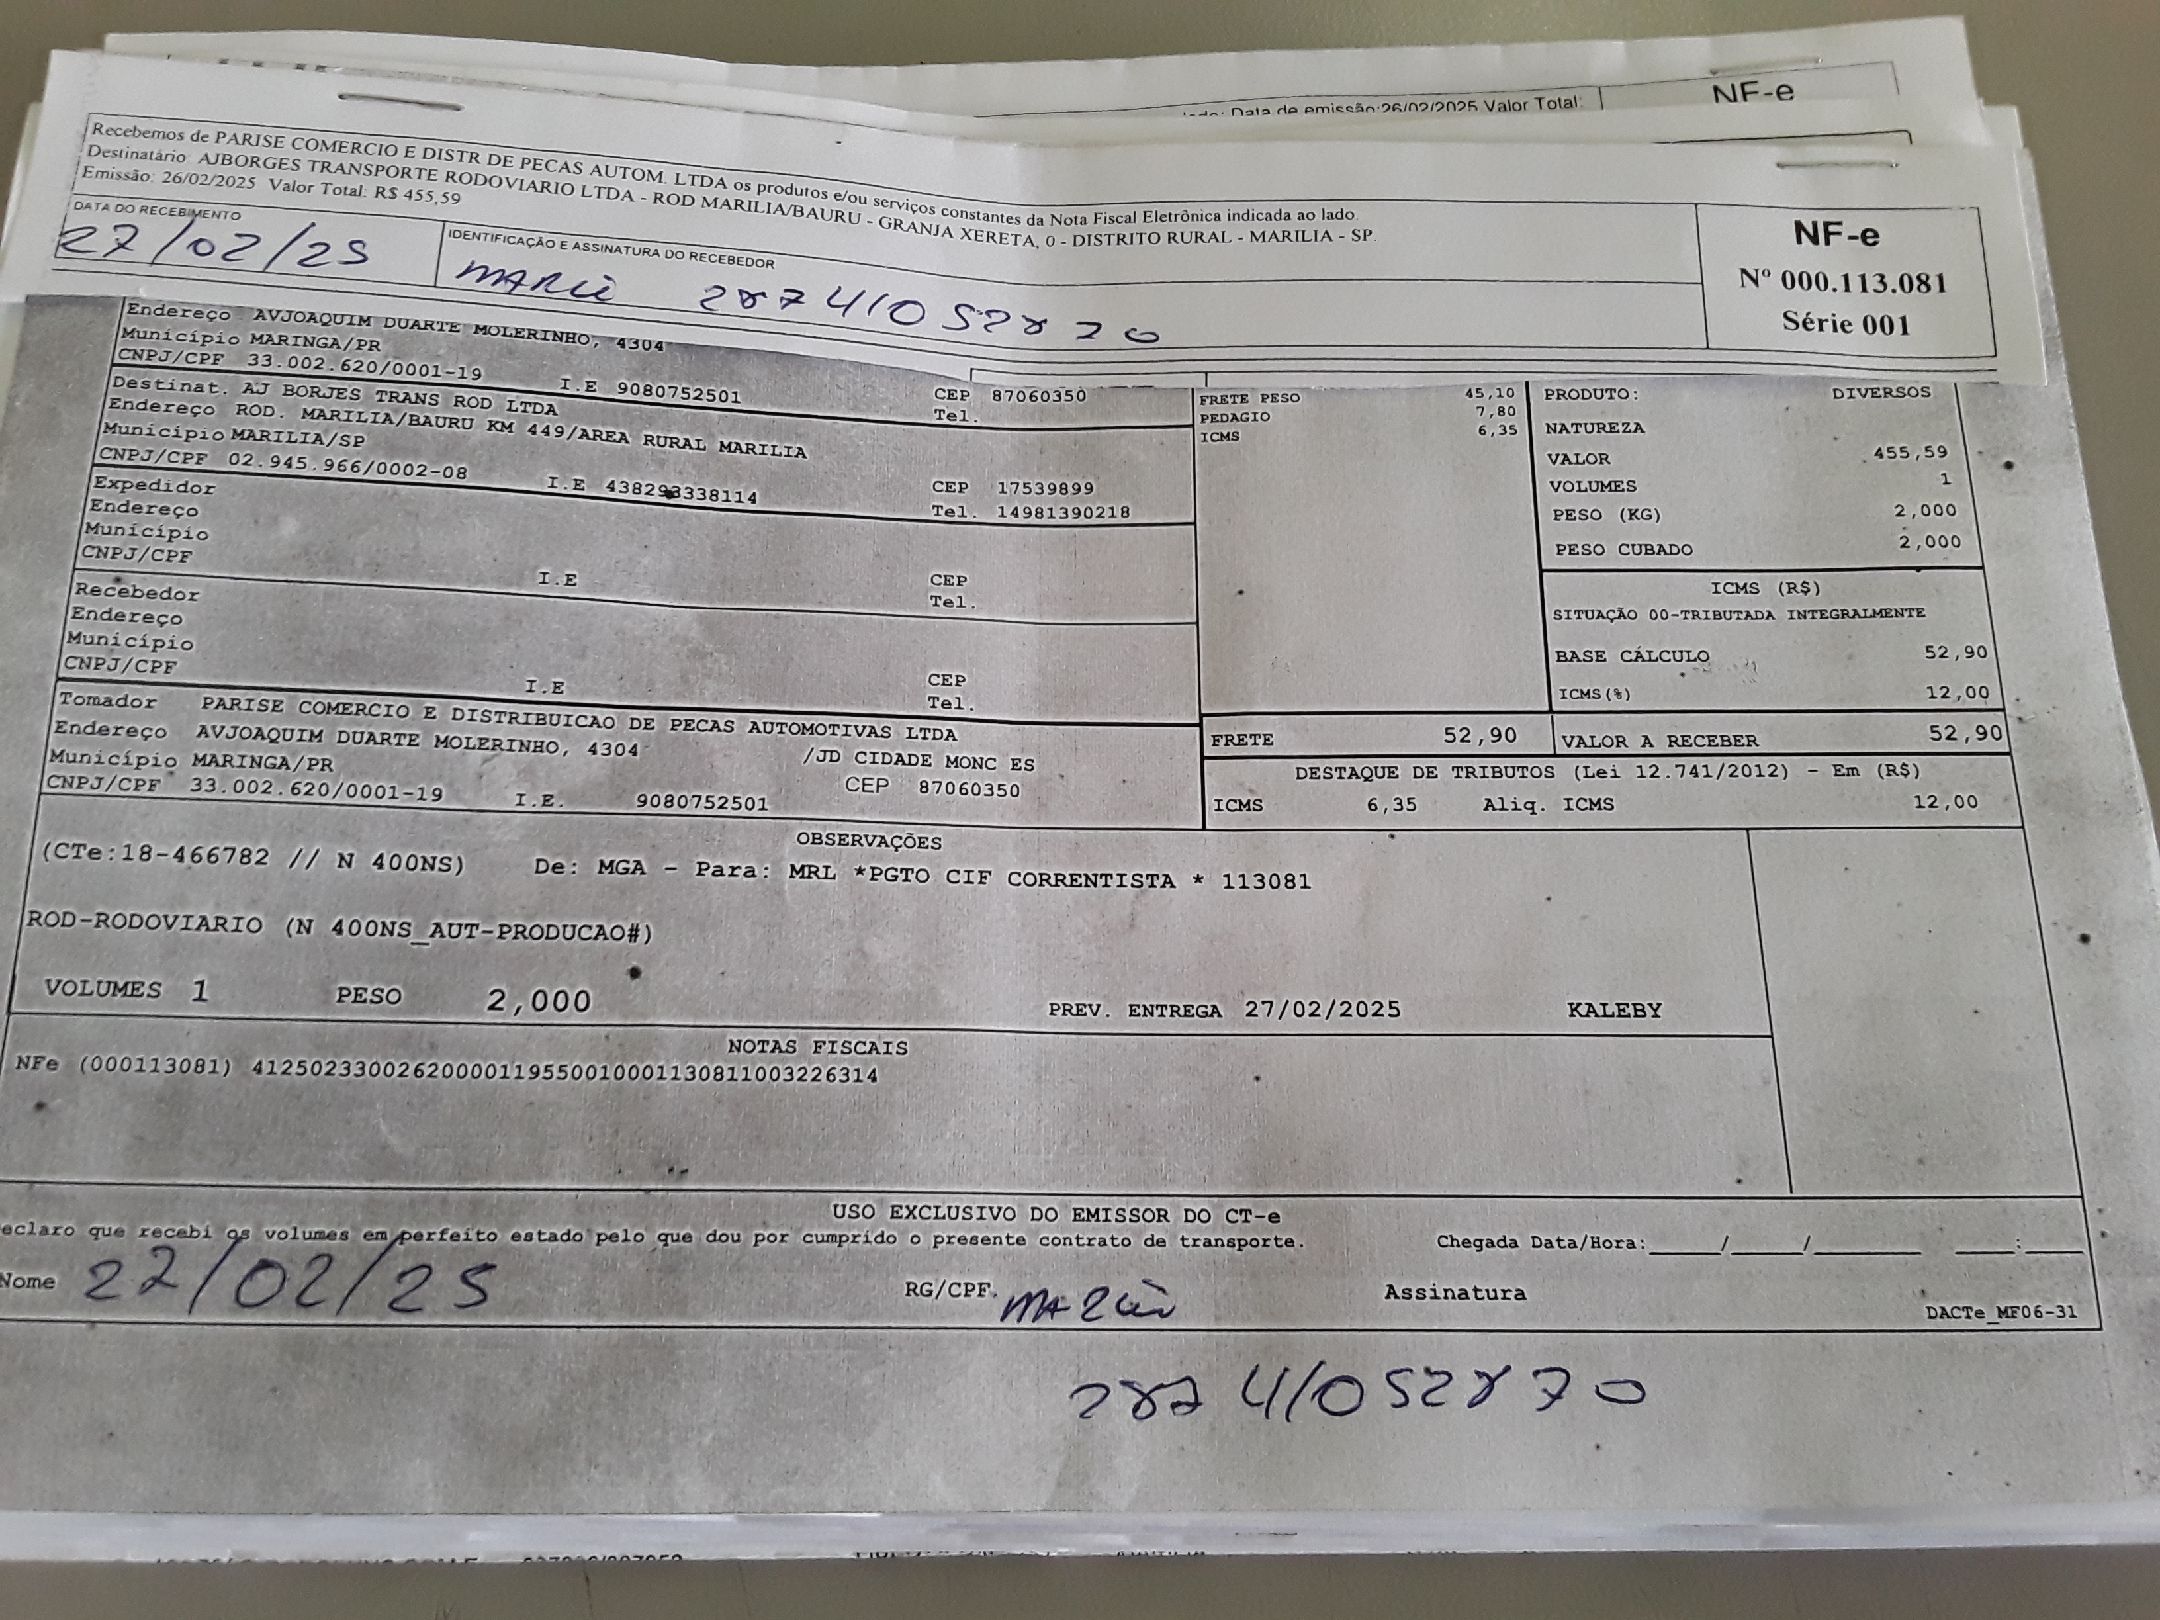 lado: Data de emissão:26/02/2025 Valor Total:
NF-e
Recebemos de PARISE COMERCIO E DISTR DE PECAS AUTOM. LTDA os produtos e/ou serviços constantes da Nota Fiscal Eletrônica indicada ao lado.
Destinatário AJBORGES TRANSPORTE RODOVIARIO LTDA - ROD MARILIA/BAURU - GRANJA XERETA, 0 - DISTRITO RURAL - MARILIA - SP.
Emissão: 26/02/2025 Valor Total: R$ 455,59
DATA DO RECEBIMENTO
27/02/25
IDENTIFICAÇÃO E ASSINATURA DO RECEBEDOR
287 41052870
NF-e
Nº 000.113.081
Série 001
Endereço AVJOAQUIM DUARTE MOLERINHO, 4304
Município MARINGA/PR
CNPJ/CPF 33.002.620/0001-19 I.E 9080752501 CEP 87060350
Tel.
Destinat. AJ BORJES TRANS ROD LTDA
Endereço ROD. MARILIA/BAURU KM 449/AREA RURAL MARILIA
Município MARILIA/SP CEP 17539899
CNPJ/CPF 02.945.966/0002-08 I.E 438293338114 Tel. 14981390218
Expedidor
Endereço
Município CEP
CNPJ/CPF I.E Tel.
Recebedor
Endereço
Município CEP
CNPJ/CPF I.E Tel.
Tomador PARISE COMERCIO E DISTRIBUICAO DE PECAS AUTOMOTIVAS LTDA
Endereço AVJOAQUIM DUARTE MOLERINHO, 4304 /JD CIDADE MONC ES
Município MARINGA/PR CEP 87060350
CNPJ/CPF 33.002.620/0001-19 I.E. 9080752501
FRETE PESO 45,10
PEDAGIO 7,80
ICMS 6,35
PRODUTO: DIVERSOS
NATUREZA
VALOR 455,59
VOLUMES 1
PESO (KG) 2,000
PESO CUBADO 2,000
ICMS (R$)
SITUAÇÃO 00-TRIBUTADA INTEGRALMENTE
BASE CÁLCULO 52,90
ICMS(%) 12,00
FRETE 52,90 VALOR A RECEBER 52,90
DESTAQUE DE TRIBUTOS (Lei 12.741/2012) - Em (R$)
ICMS 6,35 Aliq. ICMS 12,00
OBSERVAÇÕES
(CTe:18-466782 // N 400NS) De: MGA - Para: MRL *PGTO CIF CORRENTISTA * 113081
ROD-RODOVIARIO (N 400NS_AUT-PRODUCAO#)
VOLUMES 1 PESO 2,000 PREV. ENTREGA 27/02/2025 KALEBY
NOTAS FISCAIS
NFe (000113081) 41250233002620000119550010001130811003226314
USO EXCLUSIVO DO EMISSOR DO CT-e
eclaro que recebi os volumes em perfeito estado pelo que dou por cumprido o presente contrato de transporte. Chegada Data/Hora:____/____/______ ____:____
Nome 27/02/25 RG/CPF. Assinatura
DACTe_MF06-31
287 41052870